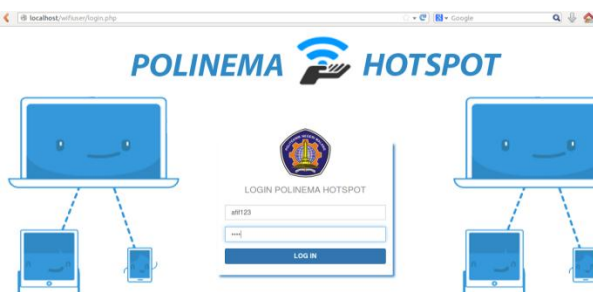 localhost/wifiuser/login.php
Google
POLINEMA HOTSPOT
LOGIN POLINEMA HOTSPOT
afif123
LOG IN